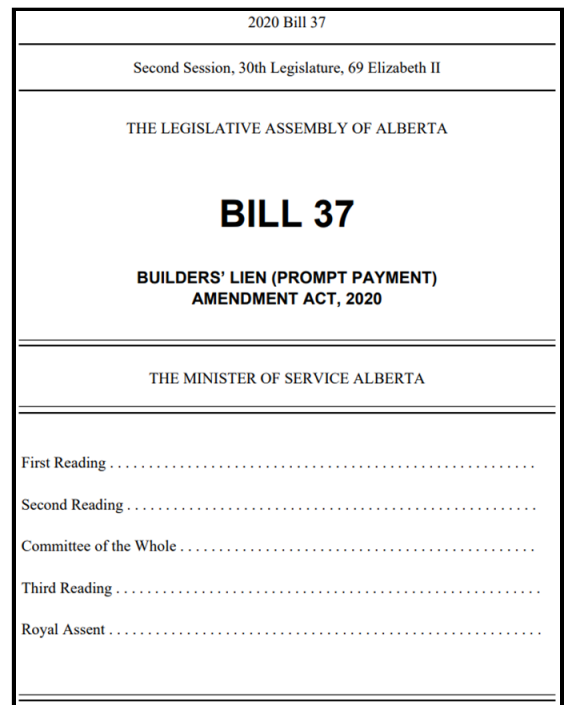 2020 Bill 37
Second Session, 30th Legislature, 69 Elizabeth II
THE LEGISLATIVE ASSEMBLY OF ALBERTA
BILL 37
BUILDERS’ LIEN (PROMPT PAYMENT)
AMENDMENT ACT, 2020
THE MINISTER OF SERVICE ALBERTA
First Reading . . . . . . . . . . . . . . . . . . . . . . . . . . . . . . . . . . . . . . . . . . . . . . . . . . . . . . .
Second Reading . . . . . . . . . . . . . . . . . . . . . . . . . . . . . . . . . . . . . . . . . . . . . . . . . . . . .
Committee of the Whole . . . . . . . . . . . . . . . . . . . . . . . . . . . . . . . . . . . . . . . . . . . . . .
Third Reading . . . . . . . . . . . . . . . . . . . . . . . . . . . . . . . . . . . . . . . . . . . . . . . . . . . . . . .
Royal Assent . . . . . . . . . . . . . . . . . . . . . . . . . . . . . . . . . . . . . . . . . . . . . . . . . . . . . . . .